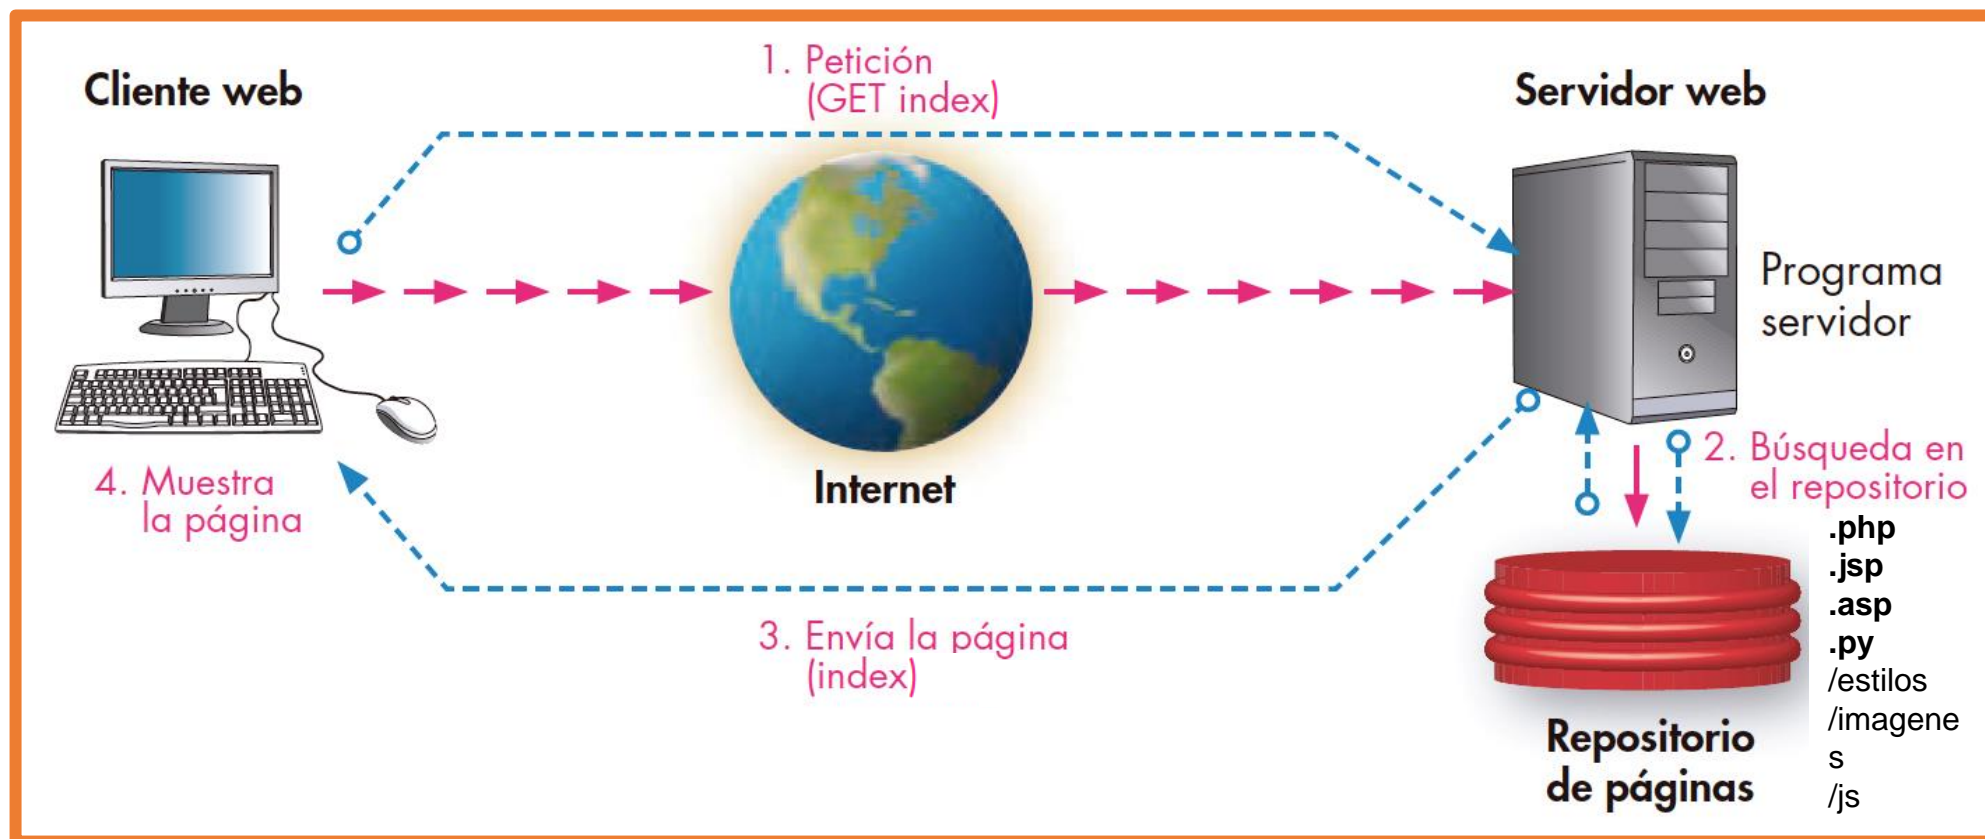 Cliente web
1. Petición
(GET index)
Servidor web
Programa
servidor
Internet
4. Muestra
la página
2. Búsqueda en
el repositorio
3. Envía la página
(index)
.php
.jsp
.asp
.py
/estilos
/imagene
s
/js
Repositorio
de páginas